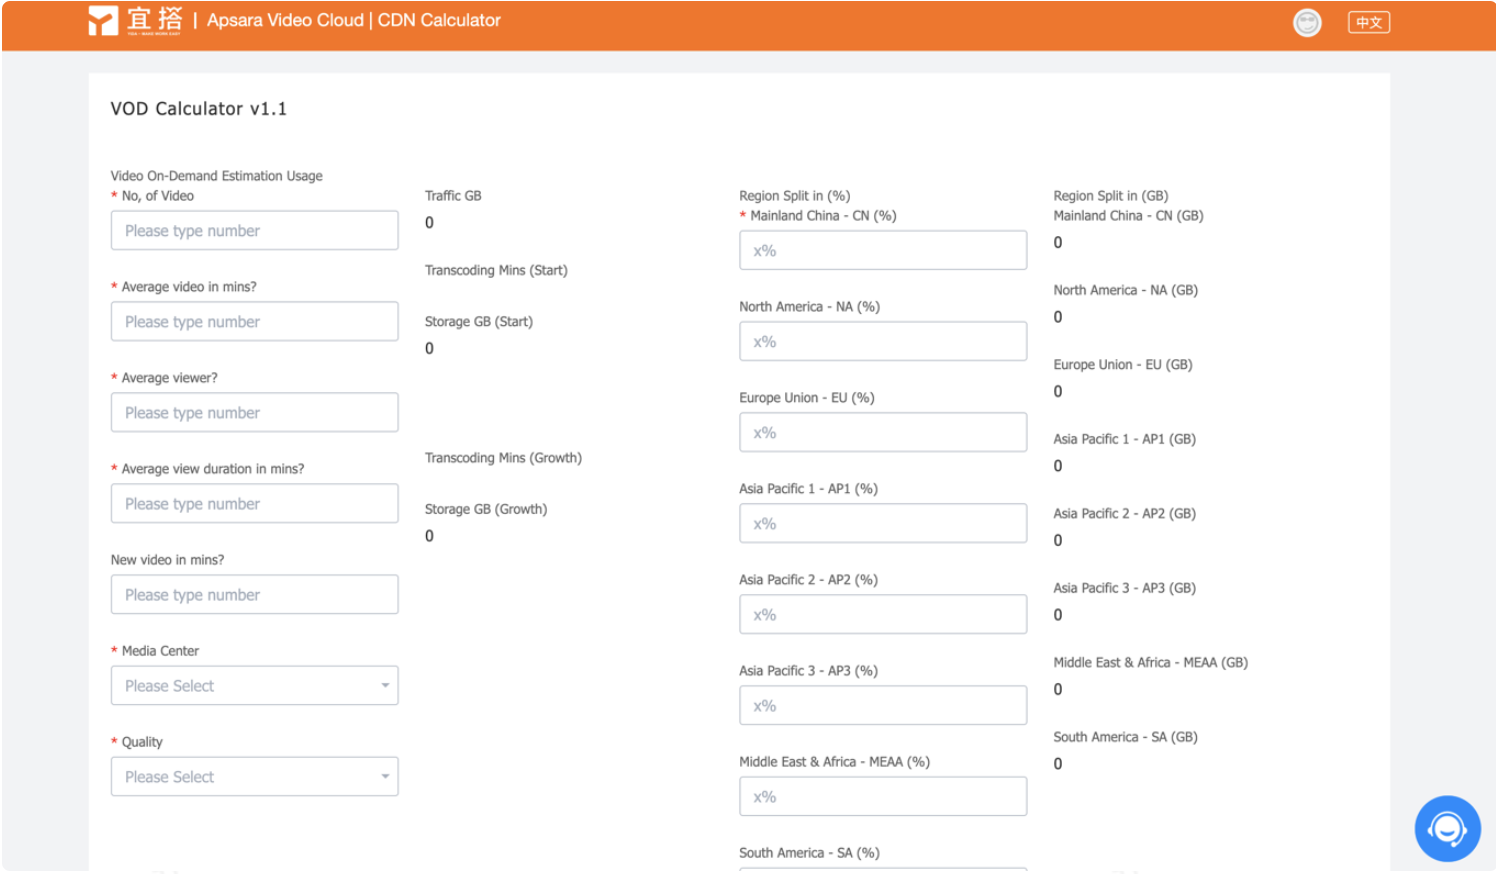 宜搭 | Apsara Video Cloud | CDN Calculator
中文
VOD Calculator v1.1
Video On-Demand Estimation Usage
* No, of Video
Please type number
* Average video in mins?
Please type number
* Average viewer?
Please type number
* Average view duration in mins?
Please type number
New video in mins?
Please type number
* Media Center
Please Select
* Quality
Please Select
Traffic GB
0
Transcoding Mins (Start)
Storage GB (Start)
0
Transcoding Mins (Growth)
Storage GB (Growth)
0
Region Split in (%)
* Mainland China - CN (%)
x%
North America - NA (%)
x%
Europe Union - EU (%)
x%
Asia Pacific 1 - AP1 (%)
x%
Asia Pacific 2 - AP2 (%)
x%
Asia Pacific 3 - AP3 (%)
x%
Middle East & Africa - MEAA (%)
x%
South America - SA (%)
Region Split in (GB)
Mainland China - CN (GB)
0
North America - NA (GB)
0
Europe Union - EU (GB)
0
Asia Pacific 1 - AP1 (GB)
0
Asia Pacific 2 - AP2 (GB)
0
Asia Pacific 3 - AP3 (GB)
0
Middle East & Africa - MEAA (GB)
0
South America - SA (GB)
0